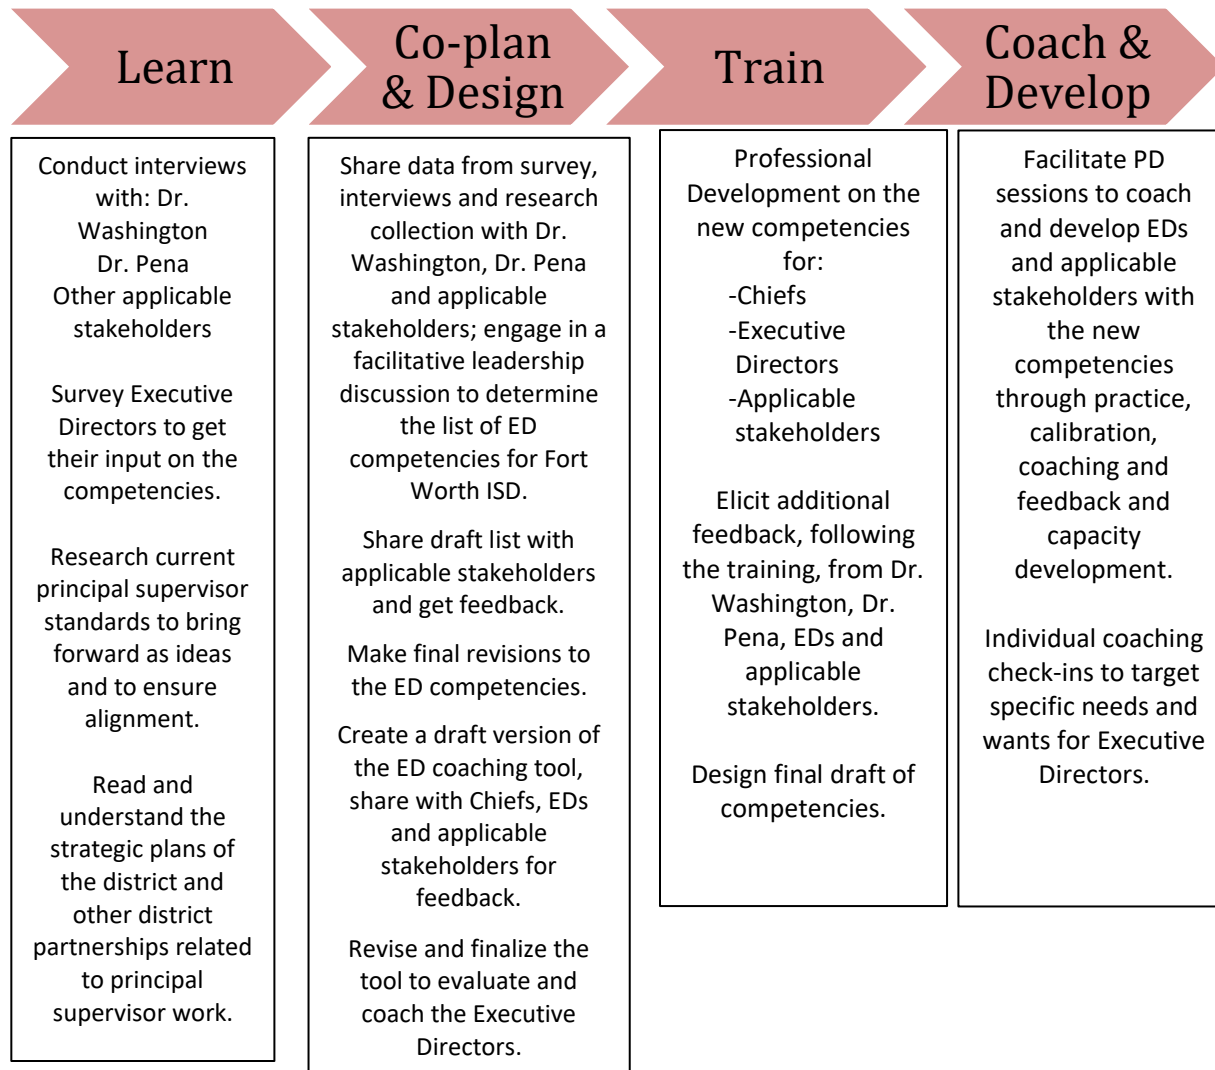 Learn
Co-plan
& Design
Train
Coach &
Develop
Conduct interviews
with: Dr.
Washington
Dr. Pena
Other applicable
stakeholders
Survey Executive
Directors to get
their input on the
competencies.
Research current
principal supervisor
standards to bring
forward as ideas
and to ensure
alignment.
Read and
understand the
strategic plans of
the district and
other district
partnerships related
to principal
supervisor work.
Share data from survey,
interviews and research
collection with Dr.
Washington, Dr. Pena
and applicable
stakeholders; engage in a
facilitative leadership
discussion to determine
the list of ED
competencies for Fort
Worth ISD.
Share draft list with
applicable stakeholders
and get feedback.
Make final revisions to
the ED competencies.
Create a draft version of
the ED coaching tool,
share with Chiefs, EDs
and applicable
stakeholders for
feedback.
Revise and finalize the
tool to evaluate and
coach the Executive
Directors.
Professional
Development on the
new competencies
for:
-Chiefs
-Executive
Directors
-Applicable
stakeholders
Elicit additional
feedback, following
the training, from Dr.
Washington, Dr.
Pena, EDs and
applicable
stakeholders.
Design final draft of
competencies.
Facilitate PD
sessions to coach
and develop EDs
and applicable
stakeholders with
the new
competencies
through practice,
calibration,
coaching and
feedback and
capacity
development.
Individual coaching
check-ins to target
specific needs and
wants for Executive
Directors.